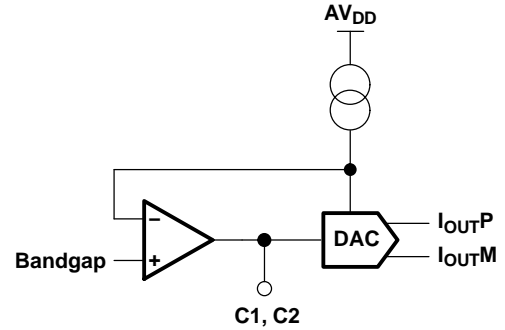 AVDD
−
+
Bandgap
DAC
IOUTP
IOUTM
C1, C2